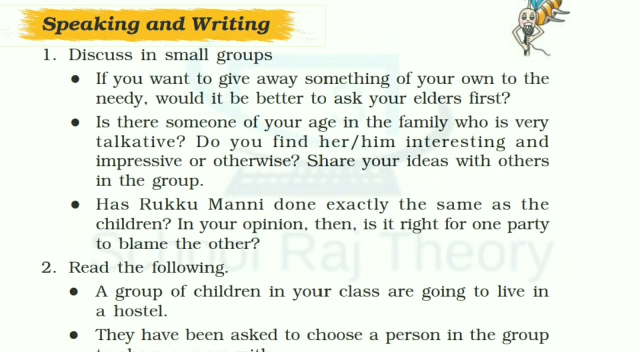 Speaking and Writing
1. Discuss in small groups
● If you want to give away something of your own to the
needy, would it be better to ask your elders first?
● Is there someone of your age in the family who is very
talkative? Do you find her/him interesting and
impressive or otherwise? Share your ideas with others
in the group.
● Has Rukku Manni done exactly the same as the
children? In your opinion, then, is it right for one party
to blame the other?
School Raj Theory
2. Read the following.
● A group of children in your class are going to live in
a hostel.
● They have been asked to choose a person in the group